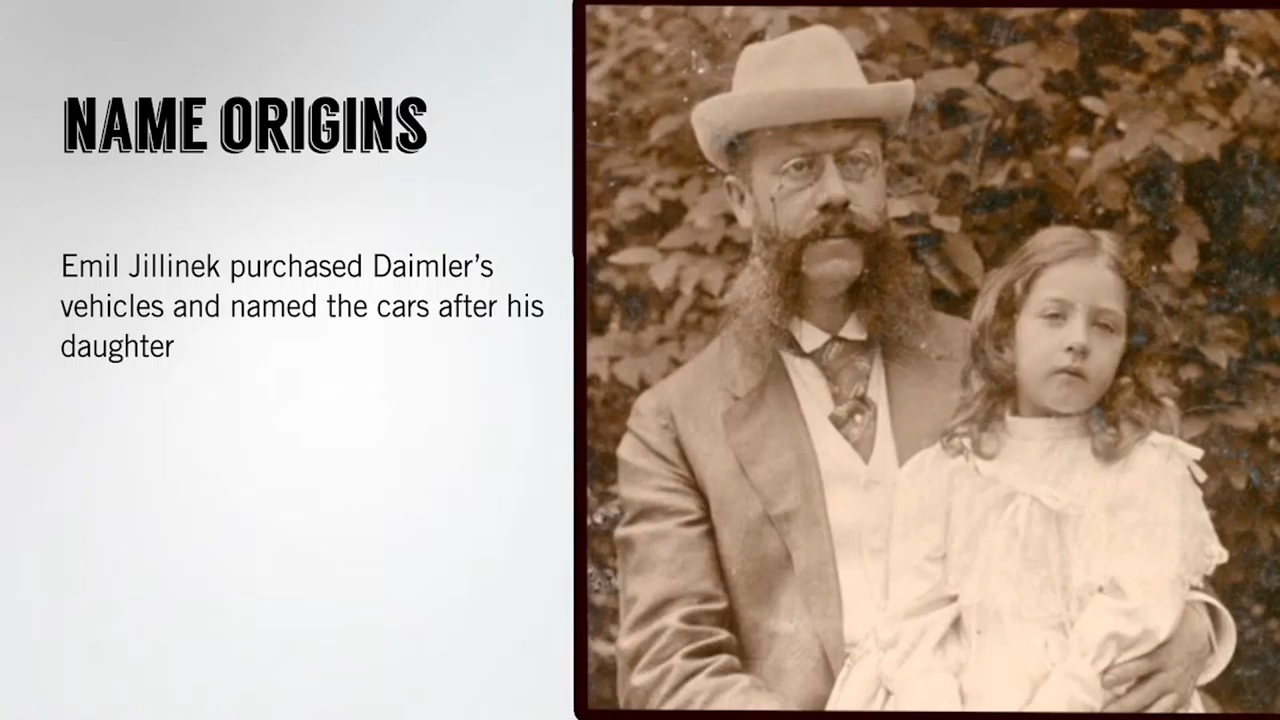 NAME ORIGINS
Emil Jillinek purchased Daimler’s
vehicles and named the cars after his
daughter